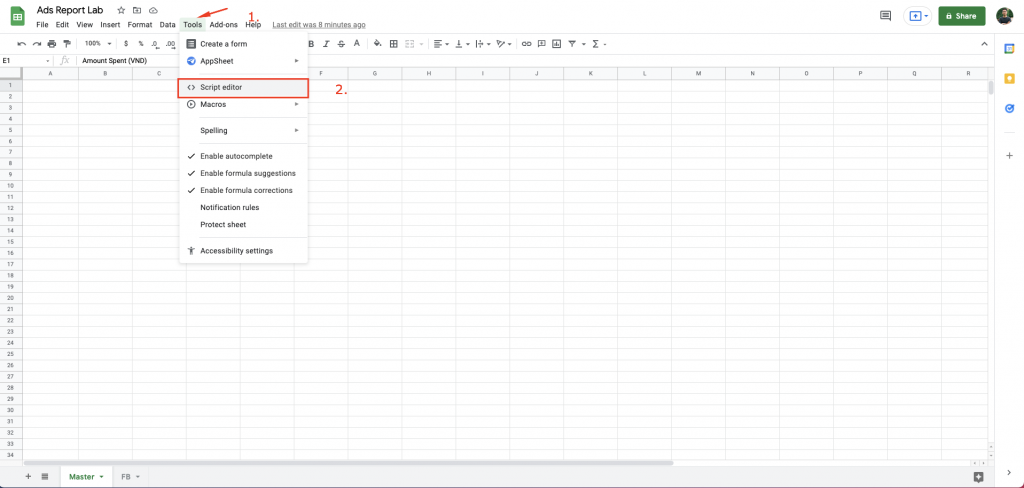 Ads Report Lab
File Edit View Insert Format Data Tools Add-ons Help Last edit was 8 minutes ago
1.
Share
100% $ % .0 .00 B I S A
E1 fx Amount Spent (VND)
A B C F G H I J K L M N O P Q R
Create a form
AppSheet
Script editor
2.
Macros
Spelling
Enable autocomplete
Enable formula suggestions
Enable formula corrections
Notification rules
Protect sheet
Accessibility settings
1
2
3
4
5
6
7
8
9
10
11
12
13
14
15
16
17
18
19
20
21
22
23
24
25
26
27
28
29
30
31
32
33
34
Master FB